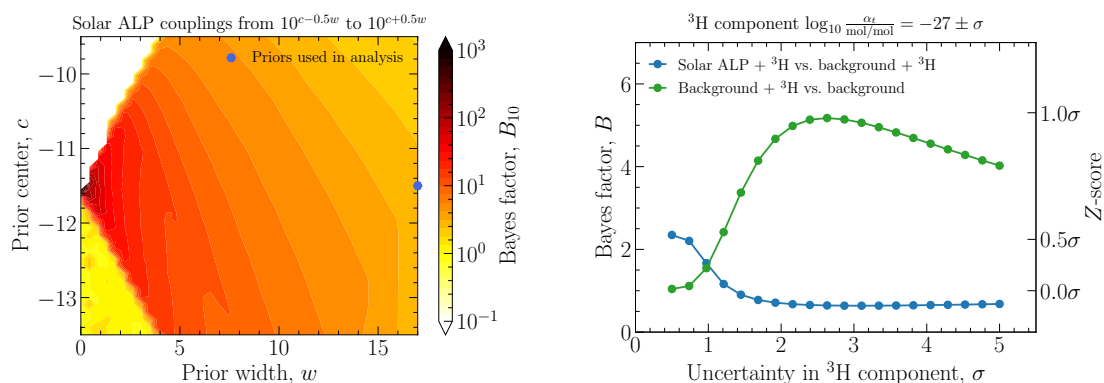 Solar ALP couplings from 10^{c−0.5w} to 10^{c+0.5w}
Priors used in analysis
Prior center, c
−10
−11
−12
−13
0
5
10
15
Prior width, w
10^3
10^2
10^1
10^0
10^{−1}
Bayes factor, B_{10}
^3H component log_{10} \frac{α_t}{mol/mol} = −27 ± σ
Solar ALP + ^3H vs. background + ^3H
Background + ^3H vs. background
Bayes factor, B
6
4
2
0
0
1
2
3
4
5
Uncertainty in ^3H component, σ
1.0σ
0.5σ
0.0σ
Z-score